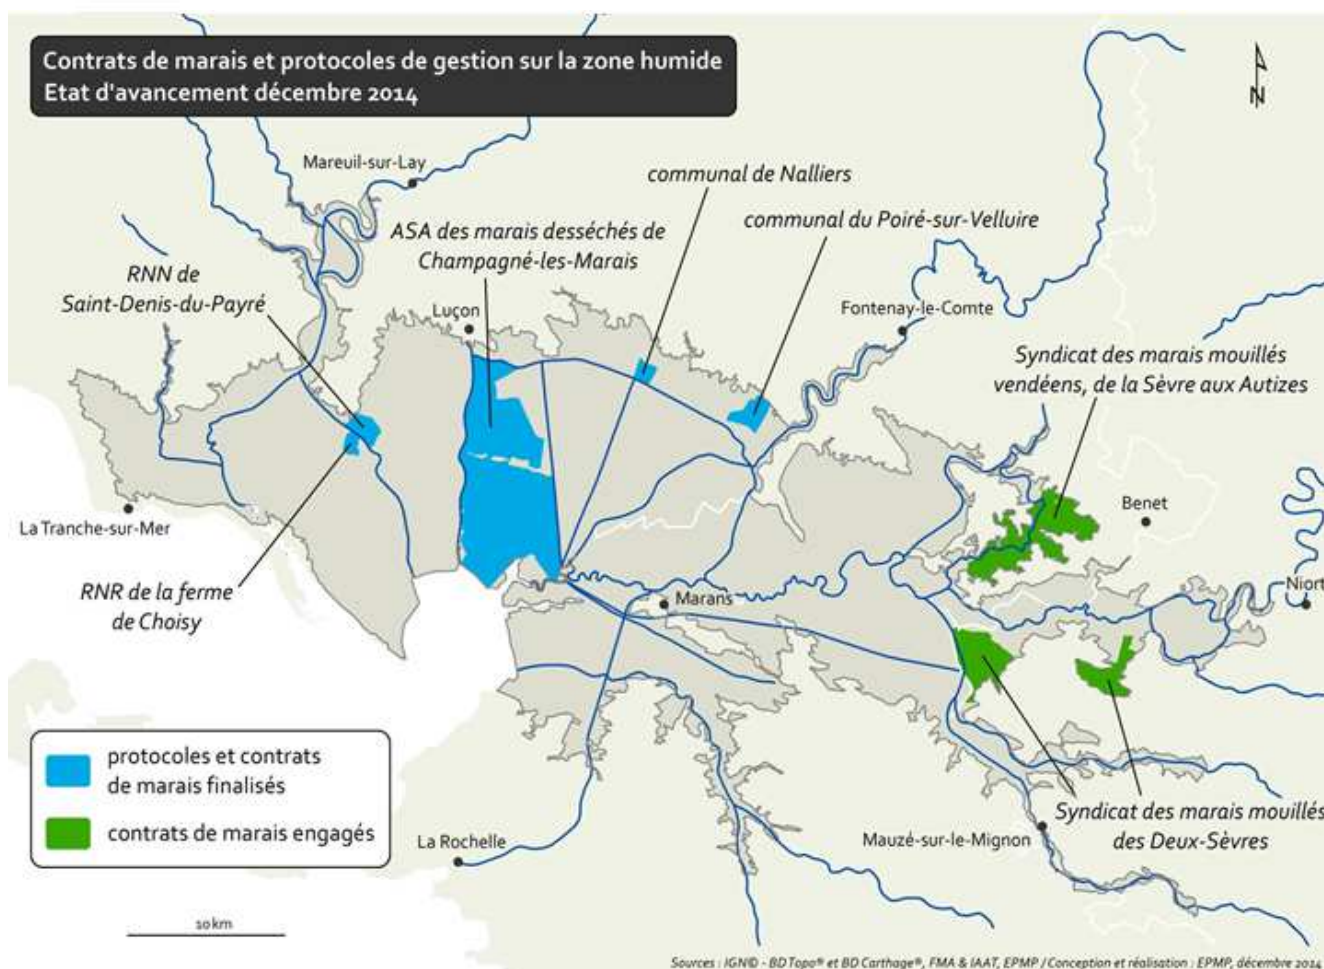 Contrats de marais et protocoles de gestion sur la zone humide
Etat d'avancement décembre 2014
N
Mareuil-sur-Lay
communal de Nalliers
communal du Poiré-sur-Velluire
ASA des marais desséchés de
Champagné-les-Marais
RNN de
Saint-Denis-du-Payré
Luçon
Fontenay-le-Comte
Syndicat des marais mouillés
vendéens, de la Sèvre aux Autizes
La Tranche-sur-Mer
Benet
RNR de la ferme
de Choisy
Marans
Niort
protocoles et contrats
de marais finalisés
contrats de marais engagés
La Rochelle
Mauzé-sur-le-Mignon
Syndicat des marais mouillés
des Deux-Sèvres
10km
Sources : IGN© - BD Topo® et BD Carthage®, FMA & IAAT, EPMP / Conception et réalisation : EPMP, décembre 2014